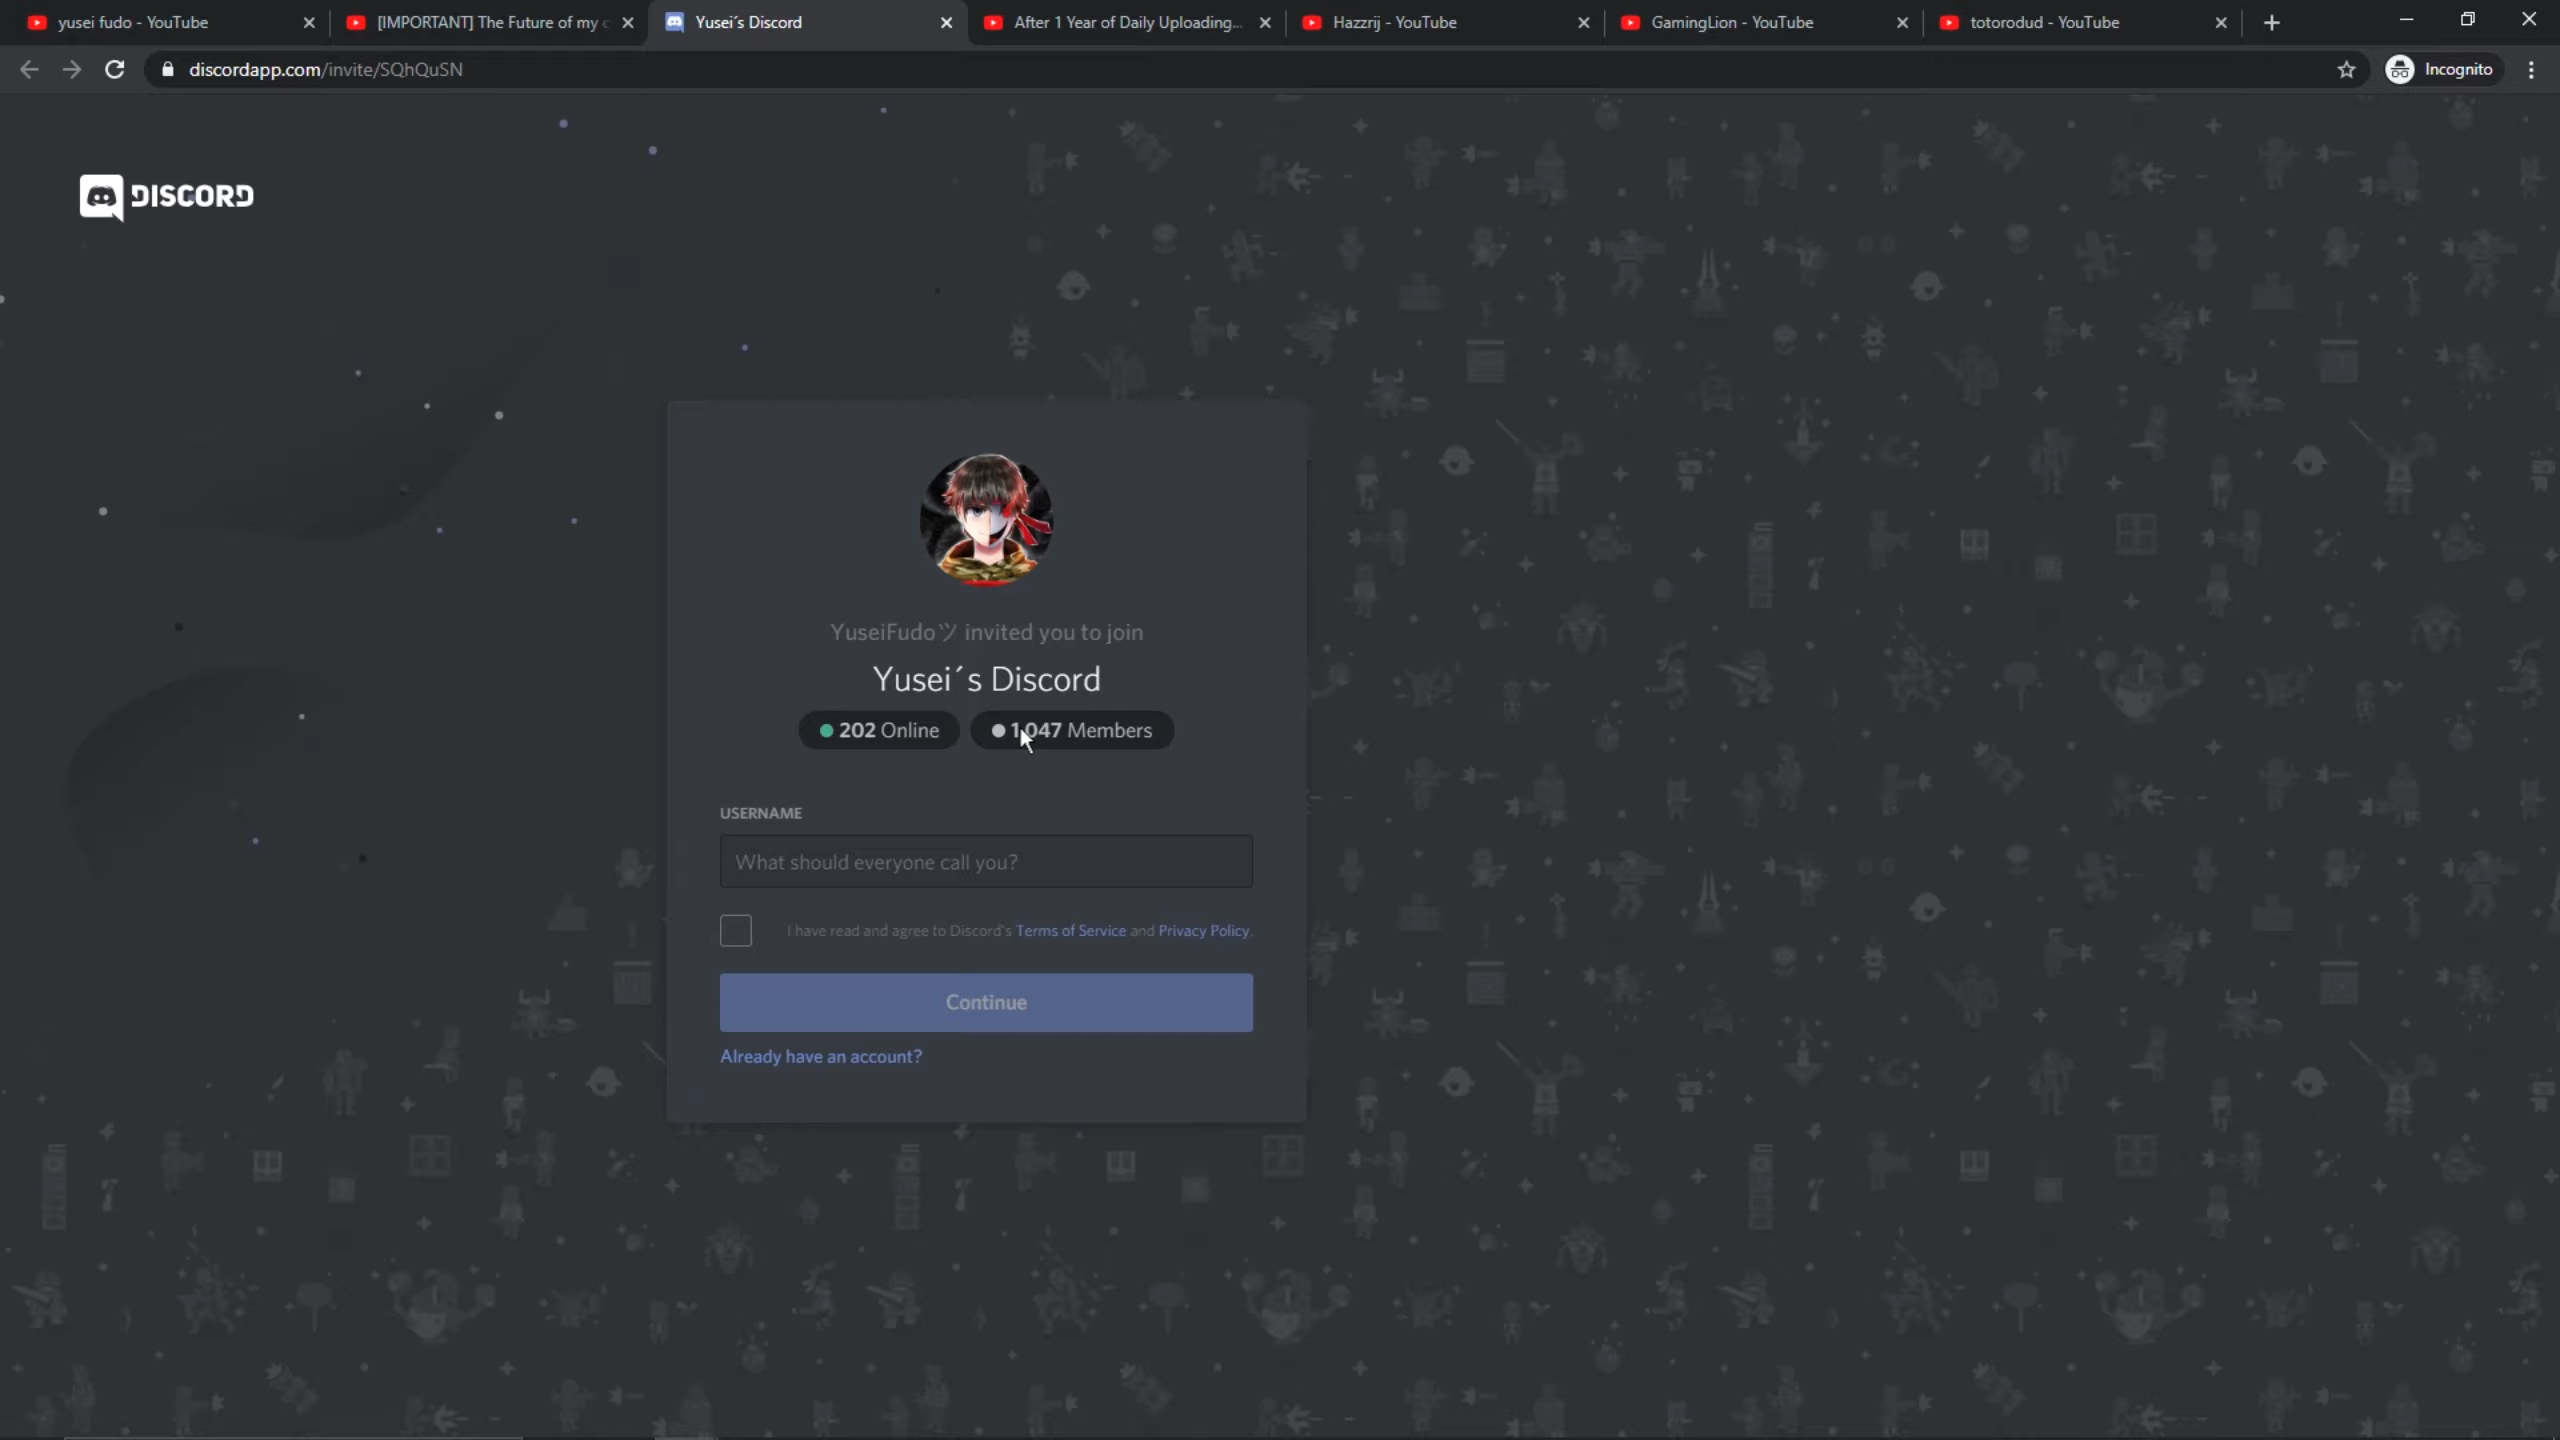 yusei fudo - YouTube
[IMPORTANT] The Future of my c
Yusei´s Discord
After 1 Year of Daily Uploading...
Hazzrij - YouTube
GamingLion - YouTube
totorodud - YouTube
discordapp.com/invite/SQhQuSN
Incognito
DISCORD
YuseiFudoツ invited you to join
Yusei´s Discord
202 Online
1,047 Members
USERNAME
What should everyone call you?
I have read and agree to Discord's Terms of Service and Privacy Policy.
Continue
Already have an account?